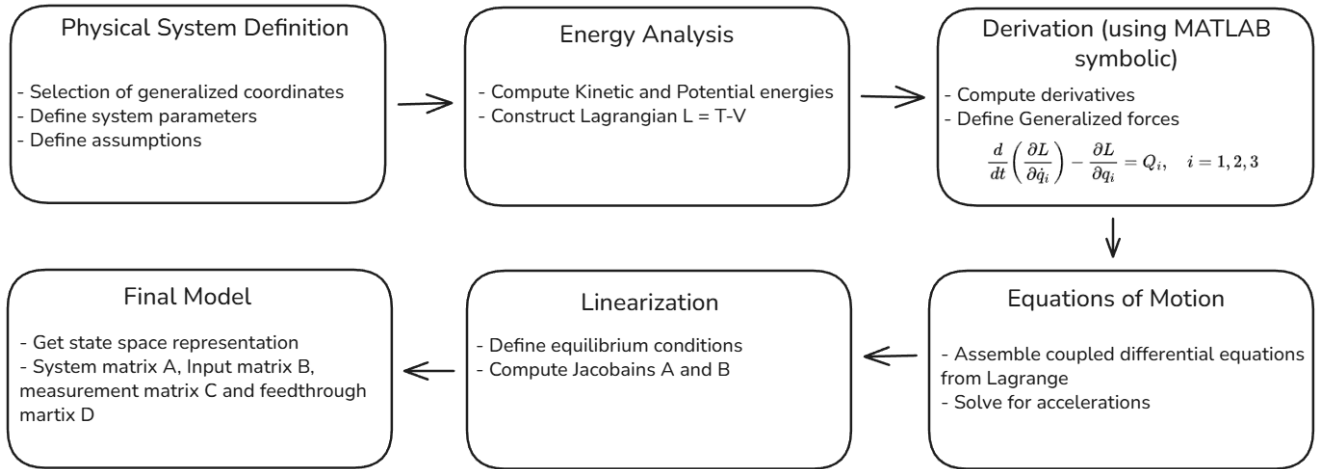 Physical System Definition
- Selection of generalized coordinates
- Define system parameters
- Define assumptions
Energy Analysis
- Compute Kinetic and Potential energies
- Construct Lagrangian L = T-V
Derivation (using MATLAB
symbolic)
- Compute derivatives
- Define Generalized forces
d/dt (∂L/∂q̇ᵢ) − ∂L/∂qᵢ = Qᵢ, i = 1, 2, 3
Equations of Motion
- Assemble coupled differential equations
from Lagrange
- Solve for accelerations
Linearization
- Define equilibrium conditions
- Compute Jacobains A and B
Final Model
- Get state space representation
- System matrix A, Input matrix B,
measurement matrix C and feedthrough
martix D